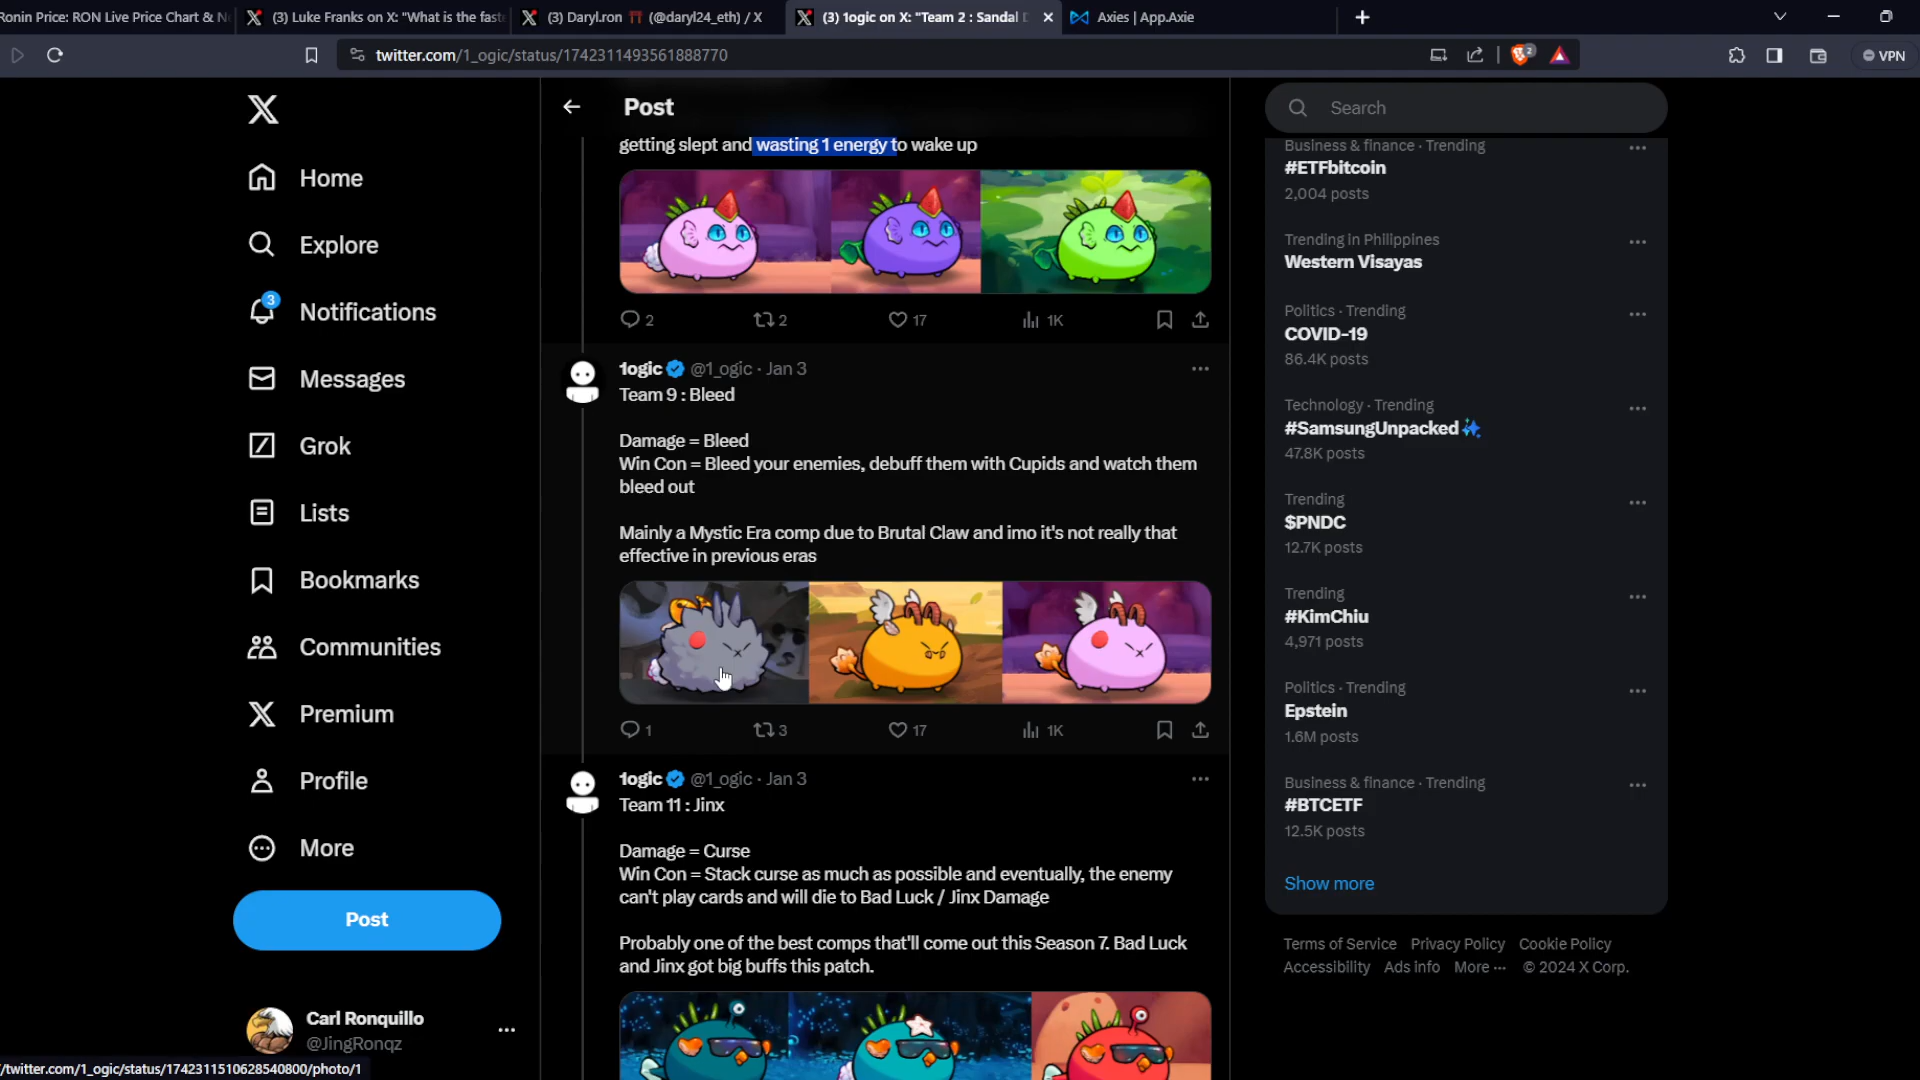 Ronin Price: RON Live Price Chart & N
(3) Luke Franks on X: "What is the faste
(3) Daryl.ron ⛩ (@daryl24_eth) / X
(3) 1ogic on X: "Team 2 : Sandal D
Axies | App.Axie
twitter.com/1_ogic/status/1742311493561888770
2
VPN
Home
Explore
3
Notifications
Messages
Grok
Lists
Bookmarks
Communities
Premium
Profile
More
Post
Carl Ronquillo
@JingRonqz
/twitter.com/1_ogic/status/1742311510628540800/photo/1
Post
getting slept and wasting 1 energy to wake up
2 2 17 1K
1ogic @1_ogic · Jan 3
Team 9 : Bleed
Damage = Bleed
Win Con = Bleed your enemies, debuff them with Cupids and watch them
bleed out
Mainly a Mystic Era comp due to Brutal Claw and imo it's not really that
effective in previous eras
1 3 17 1K
1ogic @1_ogic · Jan 3
Team 11 : Jinx
Damage = Curse
Win Con = Stack curse as much as possible and eventually, the enemy
can't play cards and will die to Bad Luck / Jinx Damage
Probably one of the best comps that'll come out this Season 7. Bad Luck
and Jinx got big buffs this patch.
Search
Business & finance · Trending
#ETFbitcoin
2,004 posts
Trending in Philippines
Western Visayas
Politics · Trending
COVID-19
86.4K posts
Technology · Trending
#SamsungUnpacked
47.8K posts
Trending
$PNDC
12.7K posts
Trending
#KimChiu
4,971 posts
Politics · Trending
Epstein
1.6M posts
Business & finance · Trending
#BTCETF
12.5K posts
Show more
Terms of Service Privacy Policy Cookie Policy
Accessibility Ads info More ··· © 2024 X Corp.